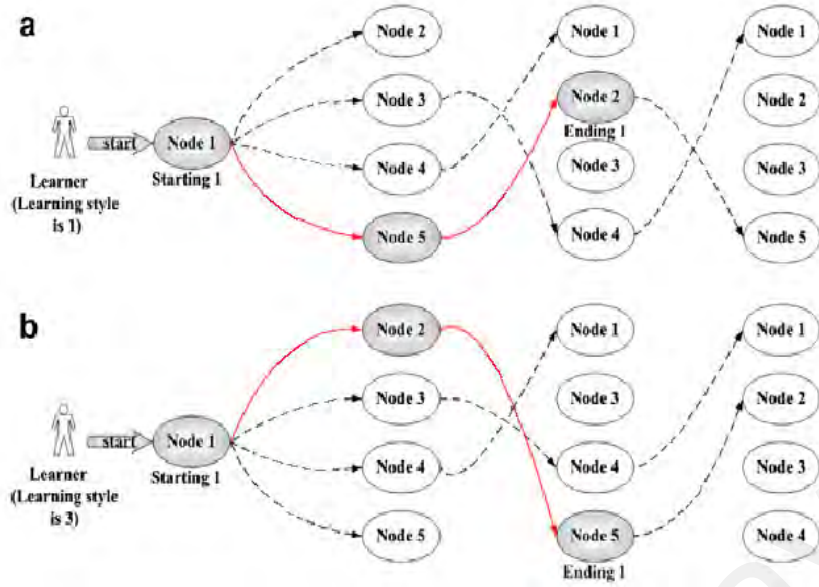 a
Node 2 Node 1 Node 1
Node 3 Node 2 Node 2
Ending 1
start Node 1 Node 4 Node 3 Node 3
Starting 1
Learner
(Learning style
is 1)
Node 5 Node 4 Node 5
b
Node 2 Node 1 Node 1
Node 3 Node 3 Node 2
start Node 1
Starting 1
Node 4 Node 4 Node 3
Learner
(Learning style
is 3)
Node 5 Node 5 Node 4
Ending 1